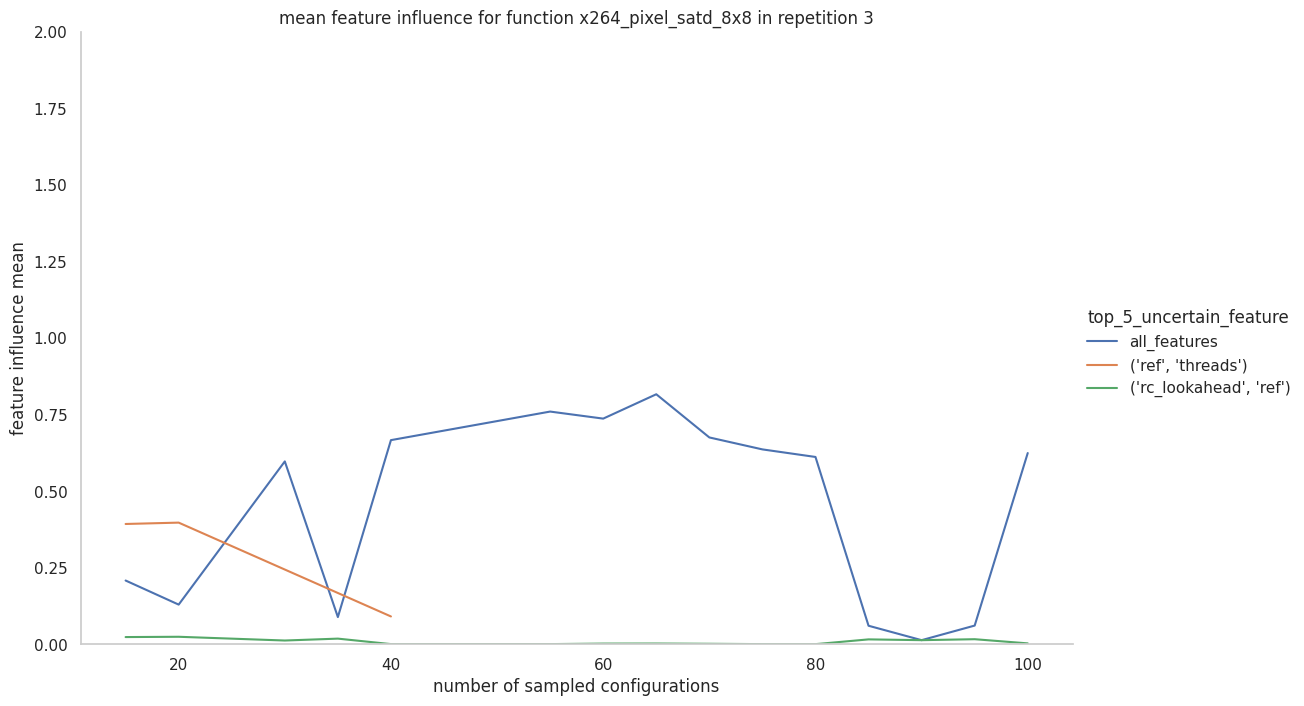 mean feature influence for function x264_pixel_satd_8x8 in repetition 3
2.00
1.75
1.50
1.25
1.00
0.75
0.50
0.25
0.00
feature influence mean
20
40
60
80
100
number of sampled configurations
top_5_uncertain_feature
all_features
('ref', 'threads')
('rc_lookahead', 'ref')